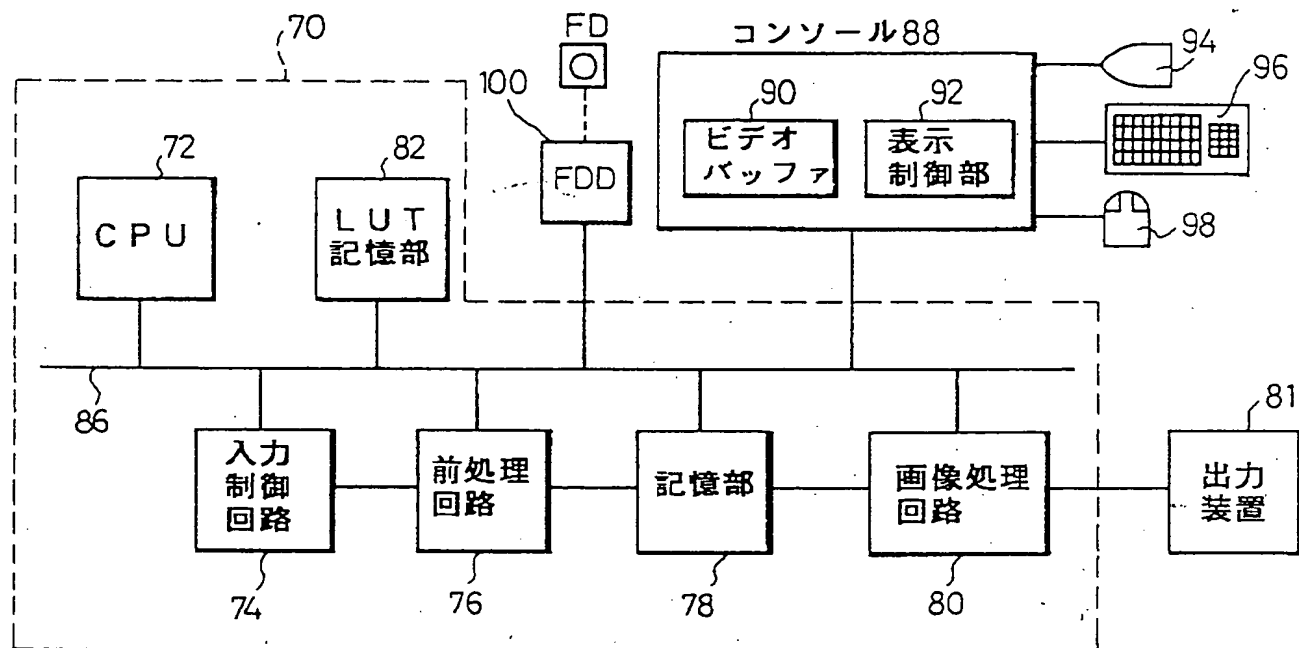 70
FD
コンソール88
94
96
100
90
92
72
82
FDD
ビデオ
バッファ
表示
制御部
CPU
LUT
記憶部
98
86
81
入力
制御
回路
前処理
回路
記憶部
画像処理
回路
出力
装置
74
76
78
80